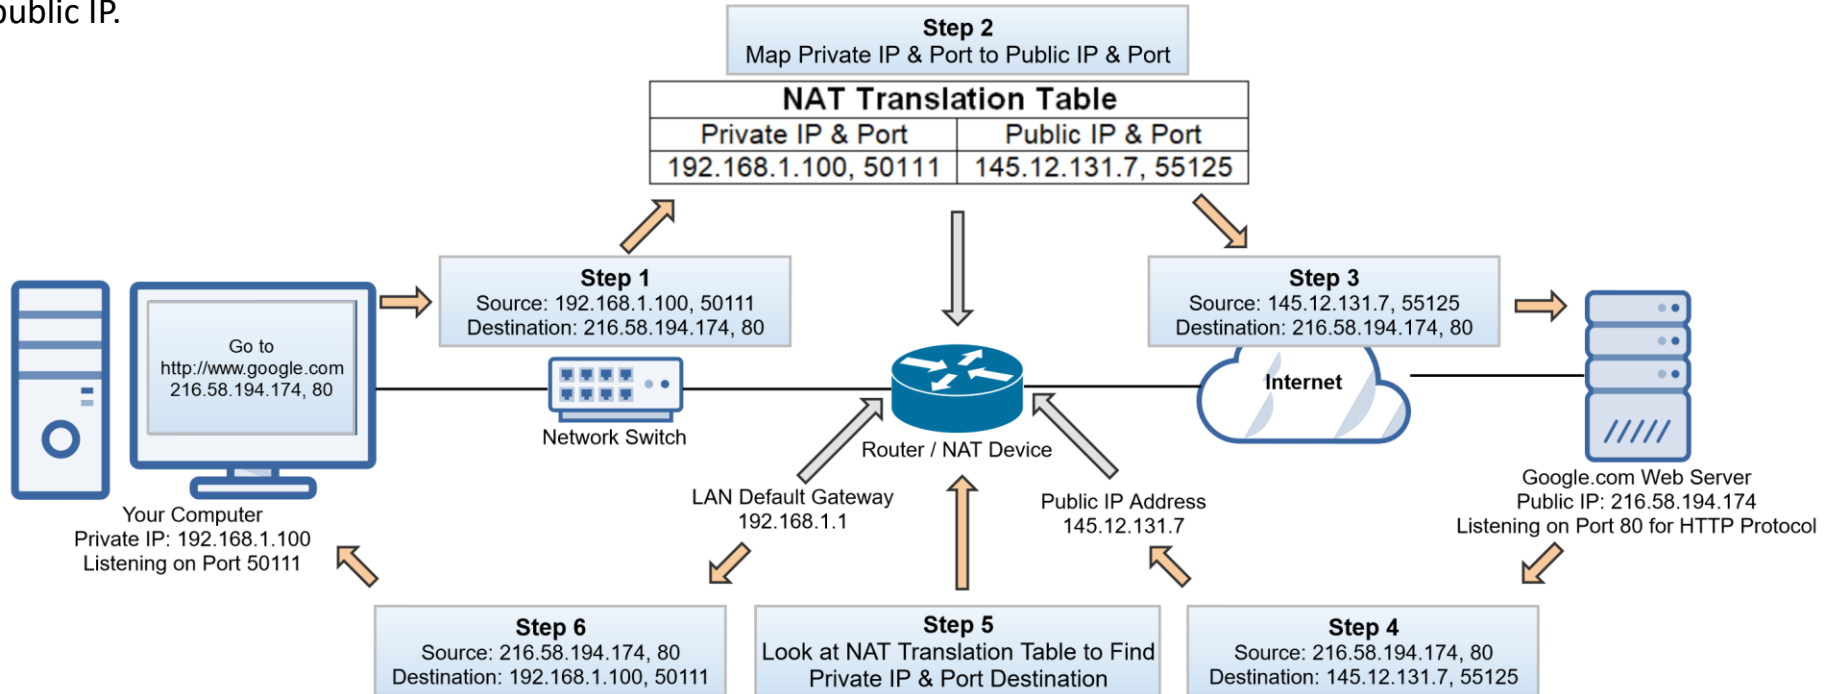 public IP.
Step 2
Map Private IP & Port to Public IP & Port
NAT Translation Table
Private IP & Port
Public IP & Port
192.168.1.100, 50111
145.12.131.7, 55125
Step 1
Source: 192.168.1.100, 50111
Destination: 216.58.194.174, 80
Step 3
Source: 145.12.131.7, 55125
Destination: 216.58.194.174, 80
Go to
http://www.google.com
216.58.194.174, 80
Internet
Network Switch
Router / NAT Device
Your Computer
Private IP: 192.168.1.100
Listening on Port 50111
LAN Default Gateway
192.168.1.1
Public IP Address
145.12.131.7
Google.com Web Server
Public IP: 216.58.194.174
Listening on Port 80 for HTTP Protocol
Step 6
Source: 216.58.194.174, 80
Destination: 192.168.1.100, 50111
Step 5
Look at NAT Translation Table to Find
Private IP & Port Destination
Step 4
Source: 216.58.194.174, 80
Destination: 145.12.131.7, 55125